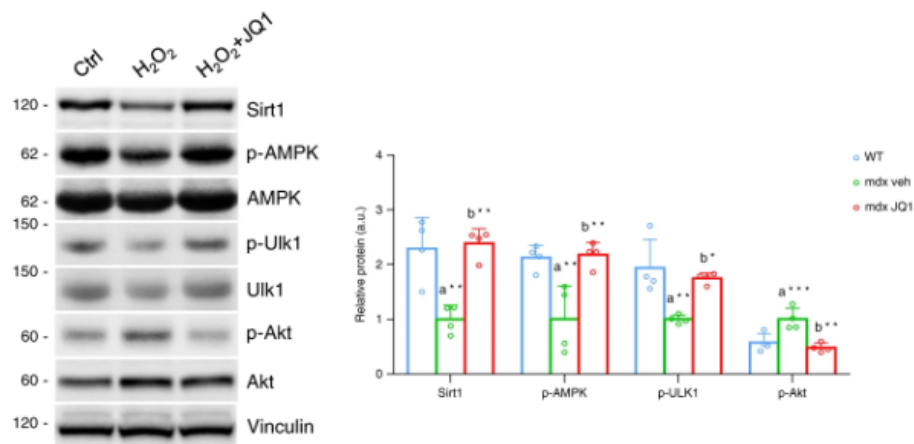 Ctrl H₂O₂ H₂O₂+JQ1
120 - Sirt1
62 - p-AMPK
62 - AMPK
150 -
p-Ulk1
150 -
Ulk1
60 - p-Akt
60 - Akt
120 - Vinculin
WT
mdx veh
mdx JQ1
Relative protein (a.u.)
4
3
2
1
0
a** b**
a** b**
a** b*
a*** b**
Sirt1 p-AMPK p-ULK1 p-Akt